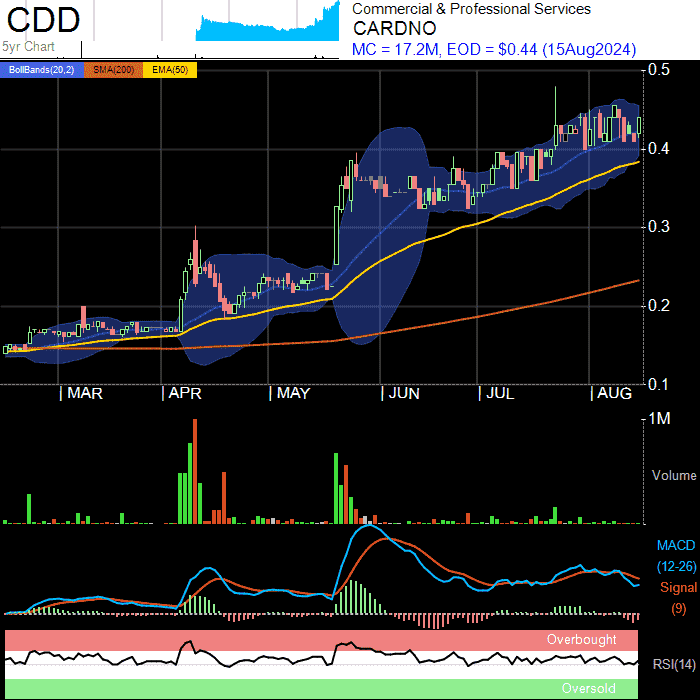 CDD
5yr Chart
Commercial & Professional Services
CARDNO
MC = 17.2M, EOD = $0.44 (15Aug2024)
BollBands(20,2) SMA(200) EMA(50)
0.5
0.4
0.3
0.2
0.1
MAR APR MAY JUN JUL AUG
1M
Volume
MACD
(12-26)
Signal
(9)
Overbought
RSI(14)
Oversold